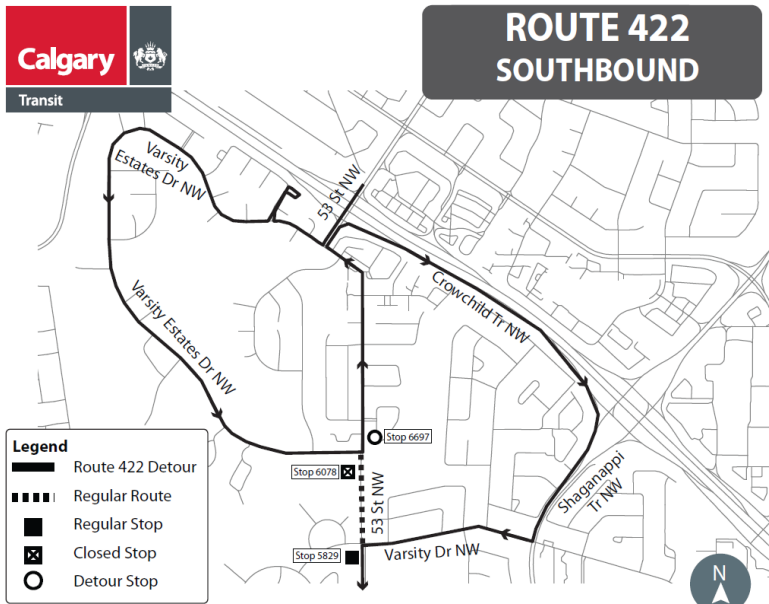 Calgary
Transit
ROUTE 422
SOUTHBOUND
Varsity
Estates Dr NW
53 St NW
Crowchild Tr NW
Varsity Estates Dr NW
Stop 6697
Stop 6078
53 St NW
Shaganappi
Tr NW
Stop 5829
Varsity Dr NW
Legend
Route 422 Detour
Regular Route
Regular Stop
Closed Stop
Detour Stop
N